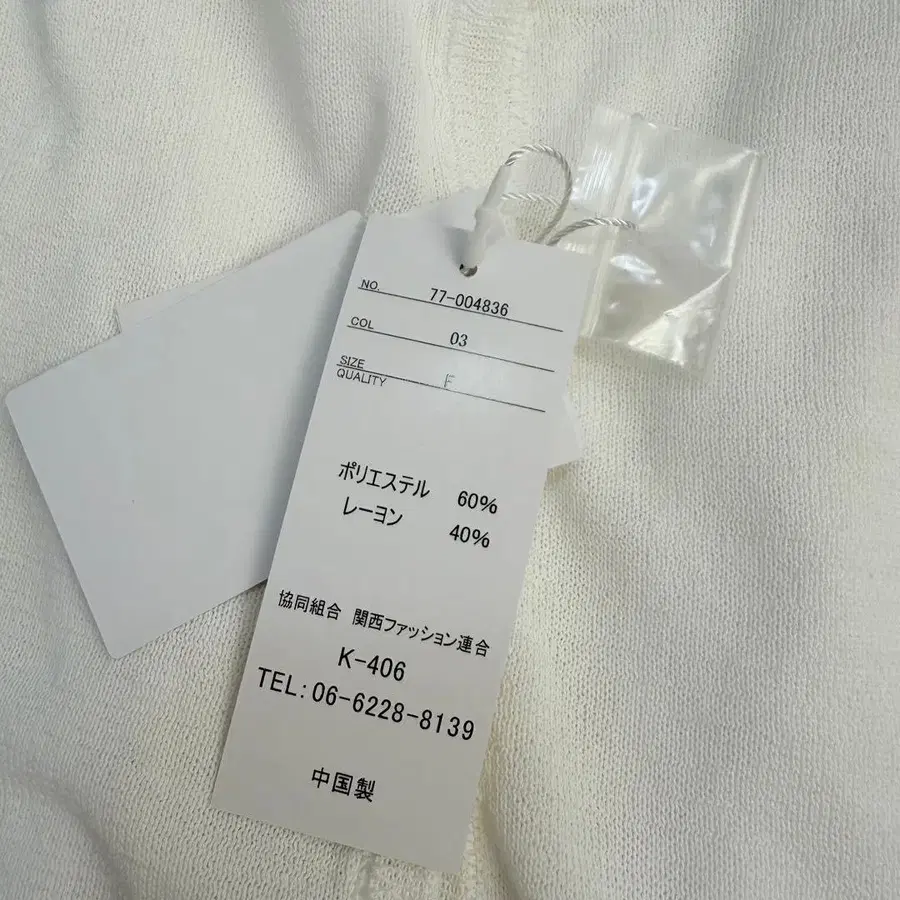 NO. 77-004836
COL 03
SIZE F
QUALITY
ポリエステル 60%
レーヨン 40%
協同組合 関西ファッション連合
K-406
TEL:06-6228-8139
中国製